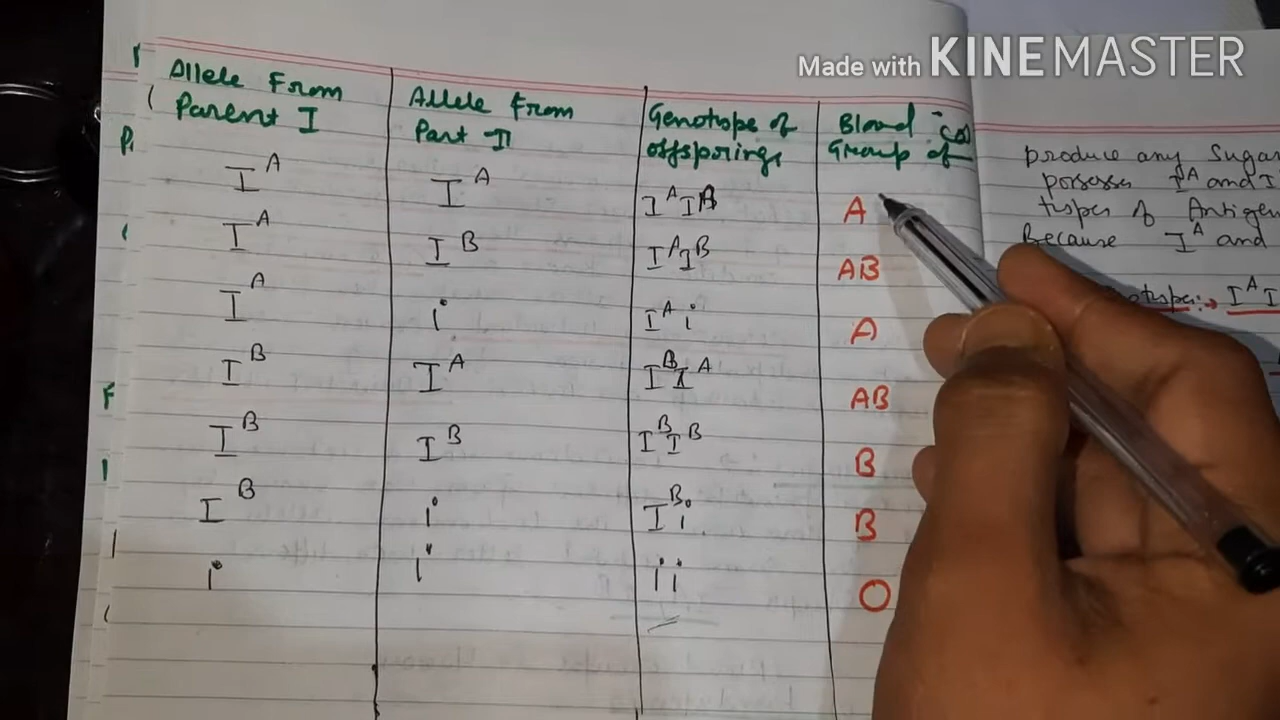 Made with KINEMASTER
Allele From
Parent I
Allele From
Part II
Genotype of
offsprings
Blood
Group of
I^A I^A I^A I^A A
I^A I^B I^A I^B AB
I^A i I^A i A
I^B I^A I^B I^A AB
I^B I^B I^B I^B B
I^B i I^B i B
i i ii O
produce any Sugar
possesses I^A and I
types of Antigen
Because I^A and
I^A I